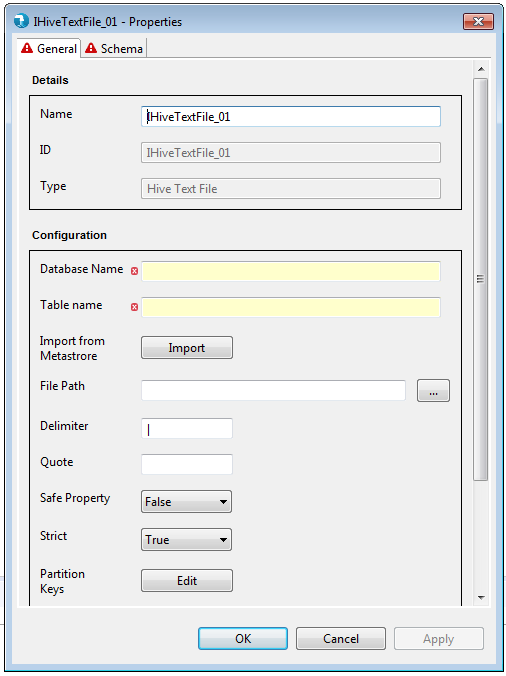 IHiveTextFile_01 - Properties
General Schema
Details
Name IHiveTextFile_01
ID IHiveTextFile_01
Type Hive Text File
Configuration
Database Name
Table name
Import from
Metastrore
Import
File Path ...
Delimiter |
Quote
Safe Property False
Strict True
Partition
Keys
Edit
OK Cancel Apply